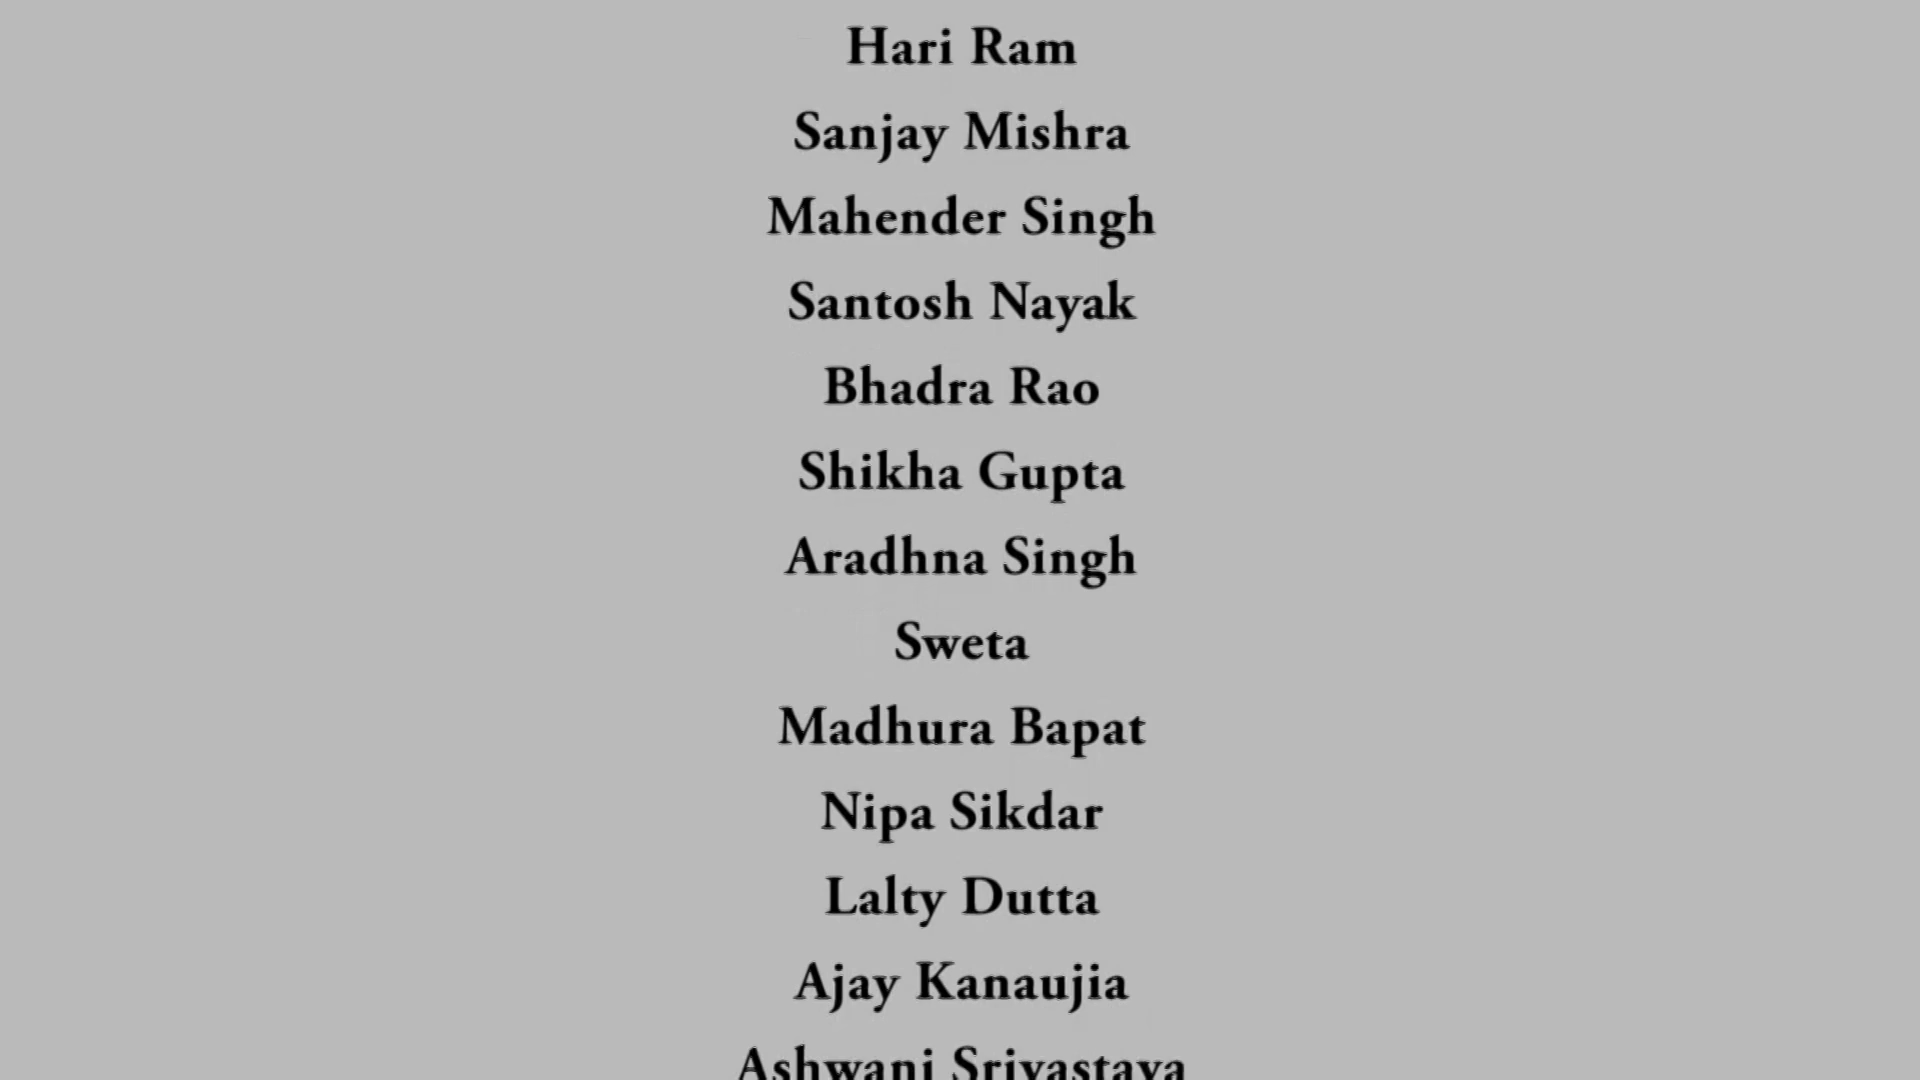 Hari Ram
Sanjay Mishra
Mahender Singh
Santosh Nayak
Bhadra Rao
Shikha Gupta
Aradhna Singh
Sweta
Madhura Bapat
Nipa Sikdar
Lalty Dutta
Ajay Kanaujia
Ashwani Srivastava